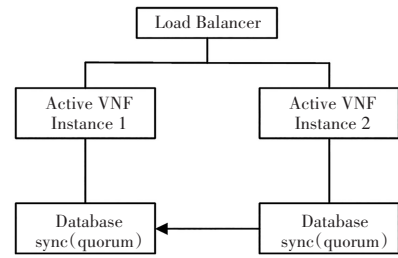 Load Balancer
Active VNF
Instance 1
Active VNF
Instance 2
Database
sync(quorum)
Database
sync(quorum)